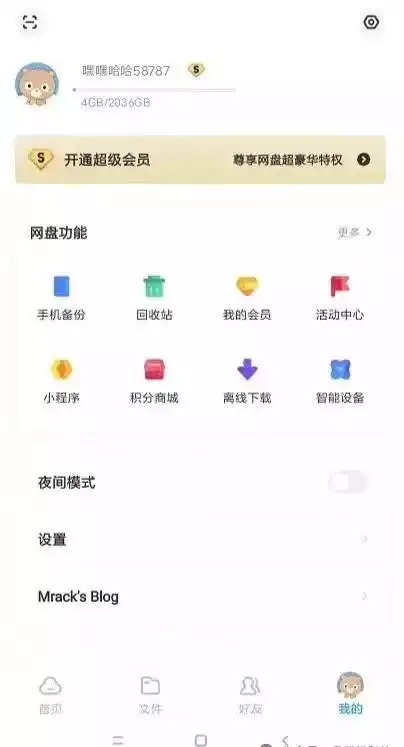 嘿嘿哈哈58787
4GB/2036GB
S 开通超级会员 尊享网盘超豪华特权
网盘功能 更多
手机备份 回收站 我的会员 活动中心
小程序 积分商城 离线下载 智能设备
夜间模式
设置
Mrack's Blog
首页 文件 好友 我的